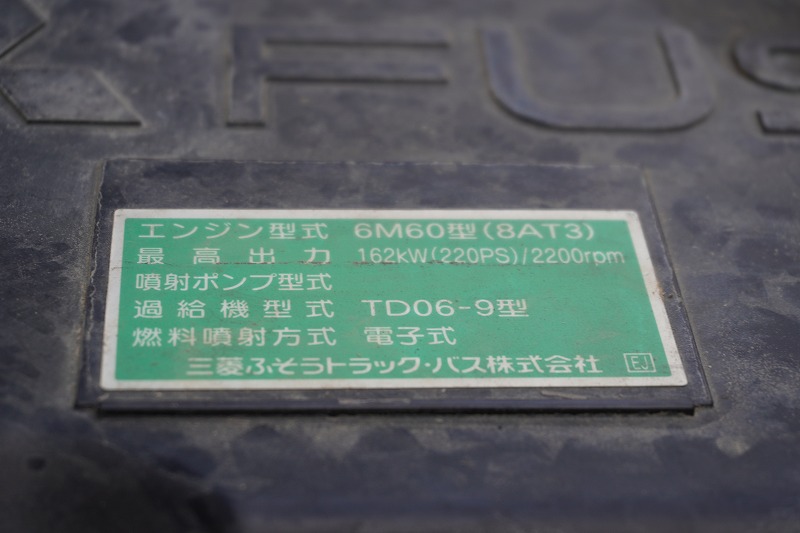 FUS
エンジン型式 6M60型(8AT3)
最高出力 162kW(220PS)/2200rpm
噴射ポンプ型式
過給機型式 TD06-9型
燃料噴射方式 電子式
三菱ふそうトラック・バス株式会社 EJ